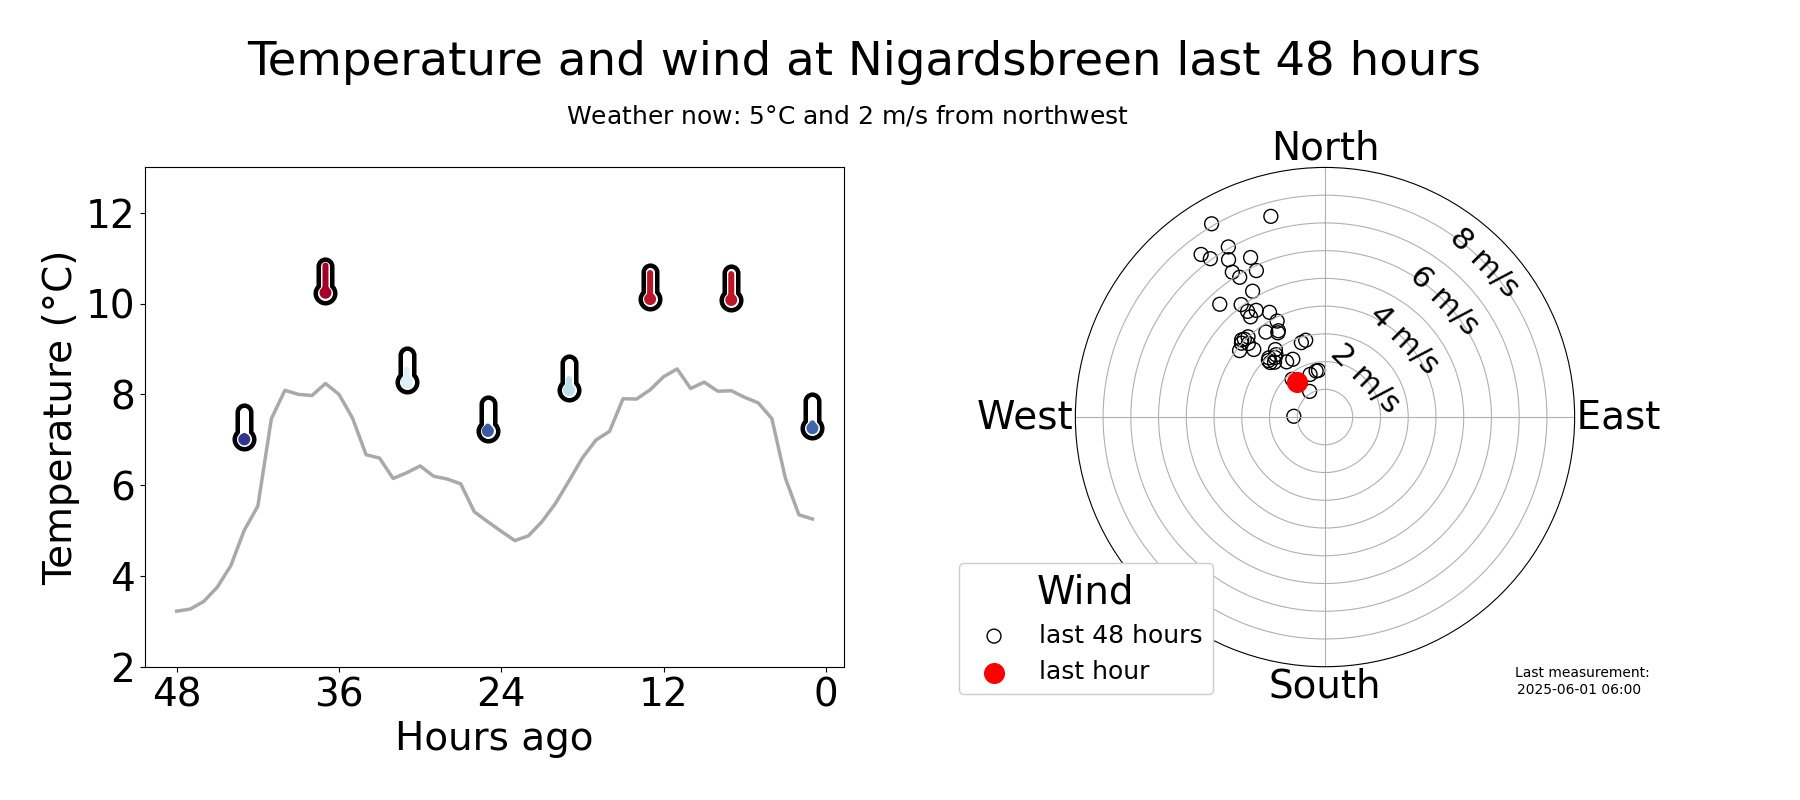 Temperature and wind at Nigardsbreen last 48 hours
Weather now: 5°C and 2 m/s from northwest
Temperature (°C)
12
10
8
6
4
2
48
36
24
12
0
Hours ago
North
West
East
South
8 m/s
6 m/s
4 m/s
2 m/s
Wind
last 48 hours
last hour
Last measurement:
2025-06-01 06:00